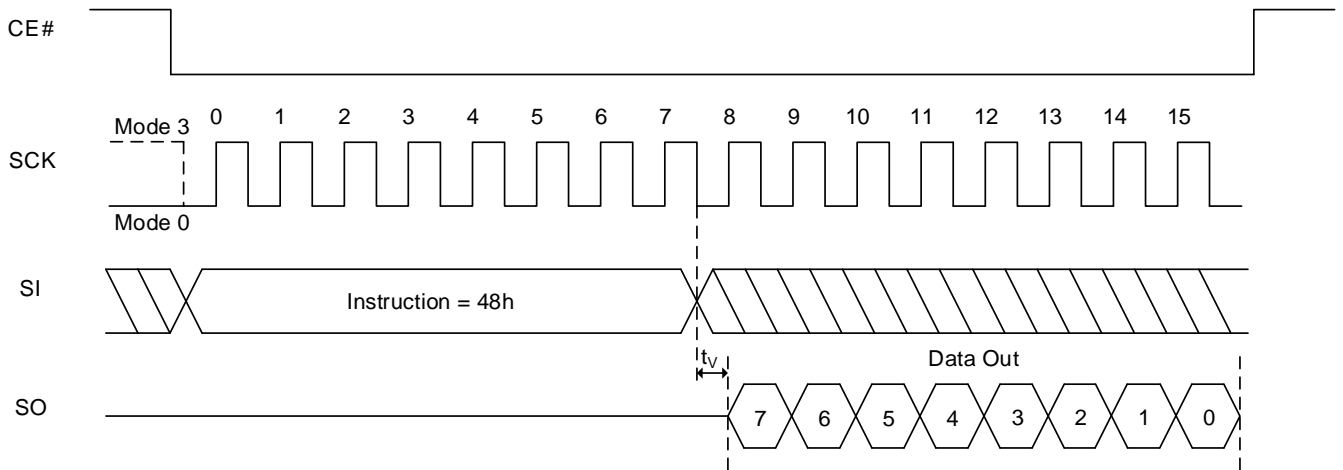 CE#
Mode 3
0 1 2 3 4 5 6 7 8 9 10 11 12 13 14 15
SCK
Mode 0
SI
Instruction = 48h
tV
Data Out
SO
7 6 5 4 3 2 1 0